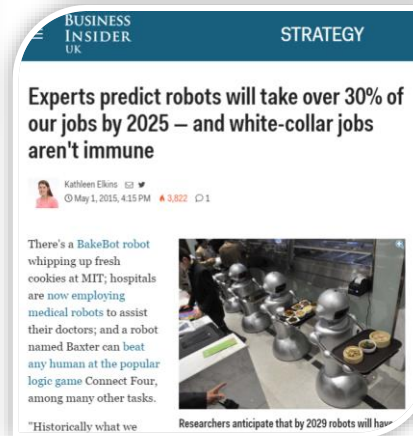 BUSINESS
INSIDER
UK
STRATEGY
Experts predict robots will take over 30% of
our jobs by 2025 — and white-collar jobs
aren't immune
Kathleen Elkins
May 1, 2015, 4:15 PM 3,822 1
There's a BakeBot robot
whipping up fresh
cookies at MIT; hospitals
are now employing
medical robots to assist
their doctors; and a robot
named Baxter can beat
any human at the popular
logic game Connect Four,
among many other tasks.
"Historically what we
Researchers anticipate that by 2029 robots will have